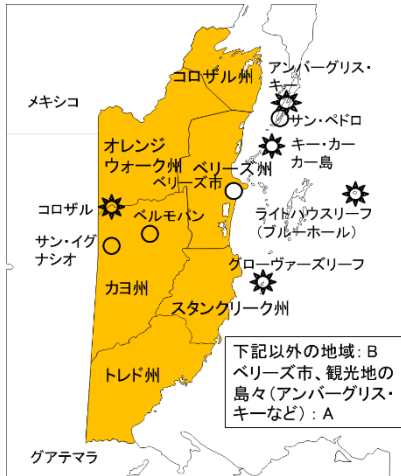 アンバーグリス・
キー
コロザル州
メキシコ
サン・ペドロ
オレンジ
ウォーク州
キー・カー
カー島
ベリーズ州
ベリーズ市
コロザル
ベルモパン
ライトハウスリーフ
(ブルーホール)
サン・イグ
ナシオ
グローヴァーズリーフ
カヨ州
スタンクリーク州
下記以外の地域:B
ベリーズ市、観光地の
島々(アンバーグリス・
キーなど):A
トレド州
グアテマラ